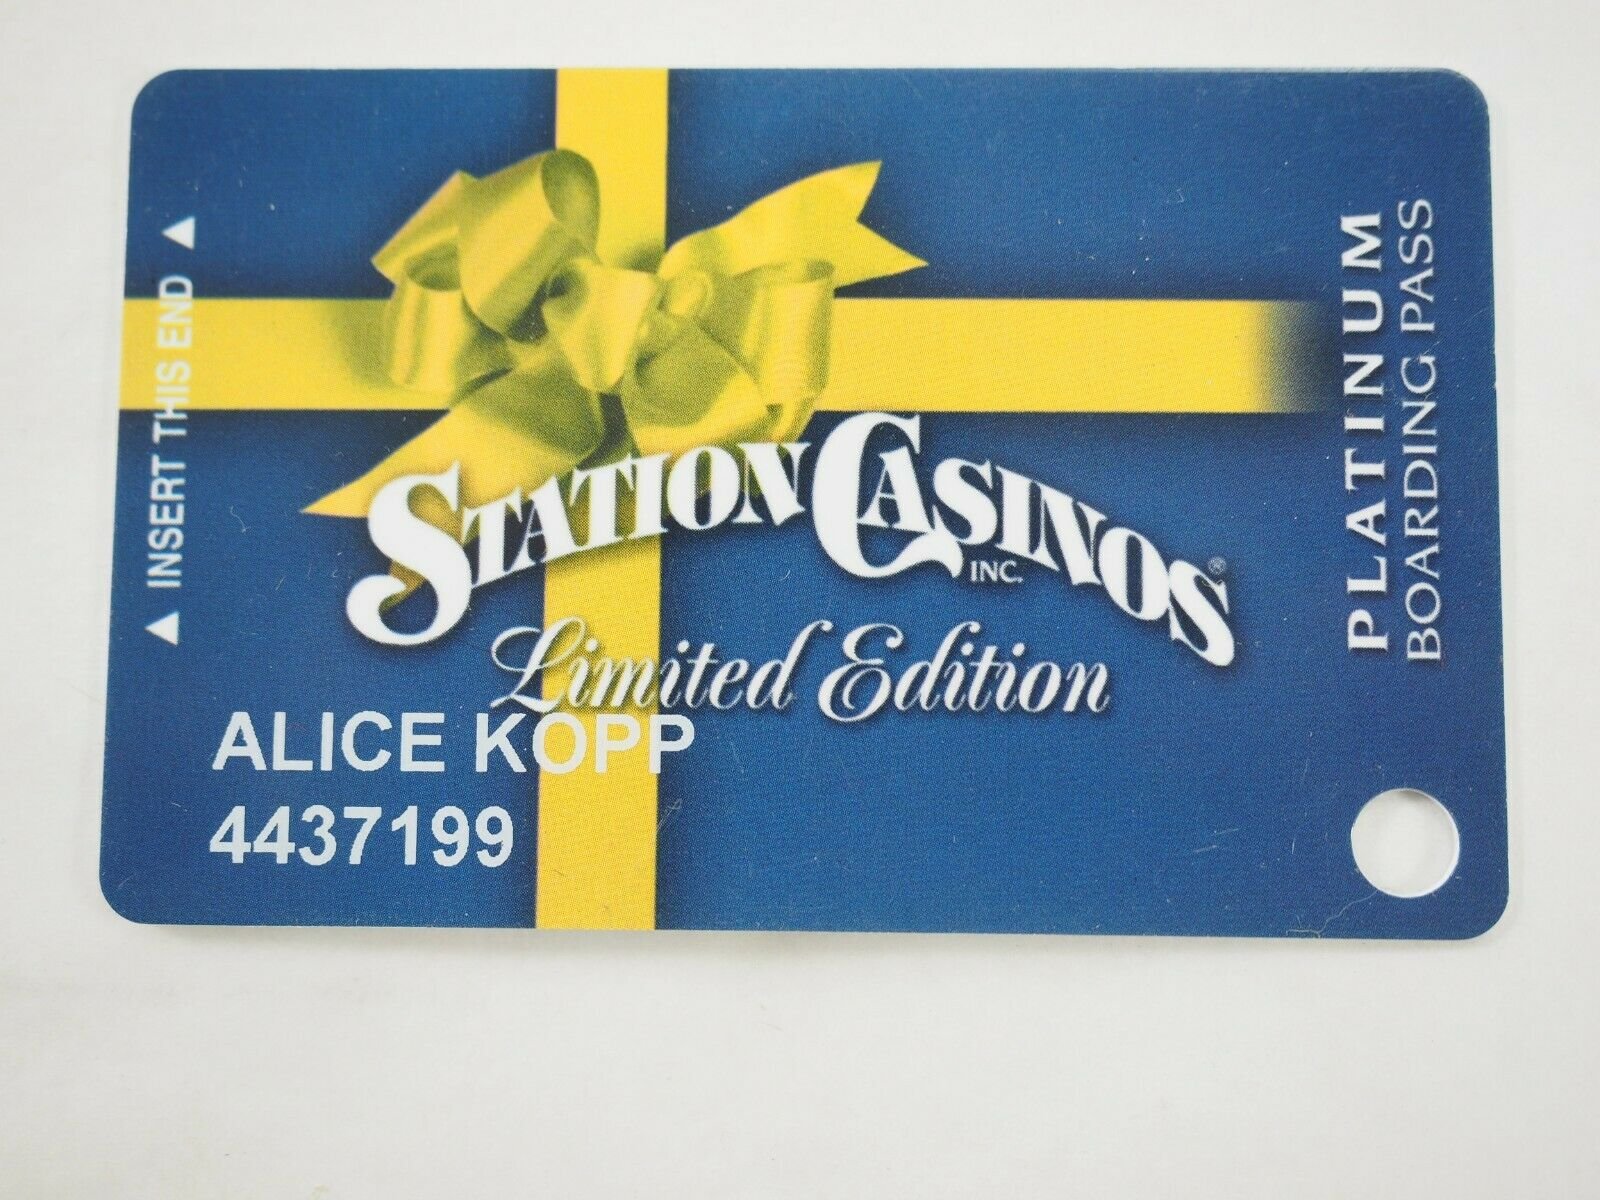 ▲ INSERT THIS END ▲
STATION CASINOS®
INC.
Limited Edition
ALICE KOPP
4437199
PLATINUM
BOARDING PASS